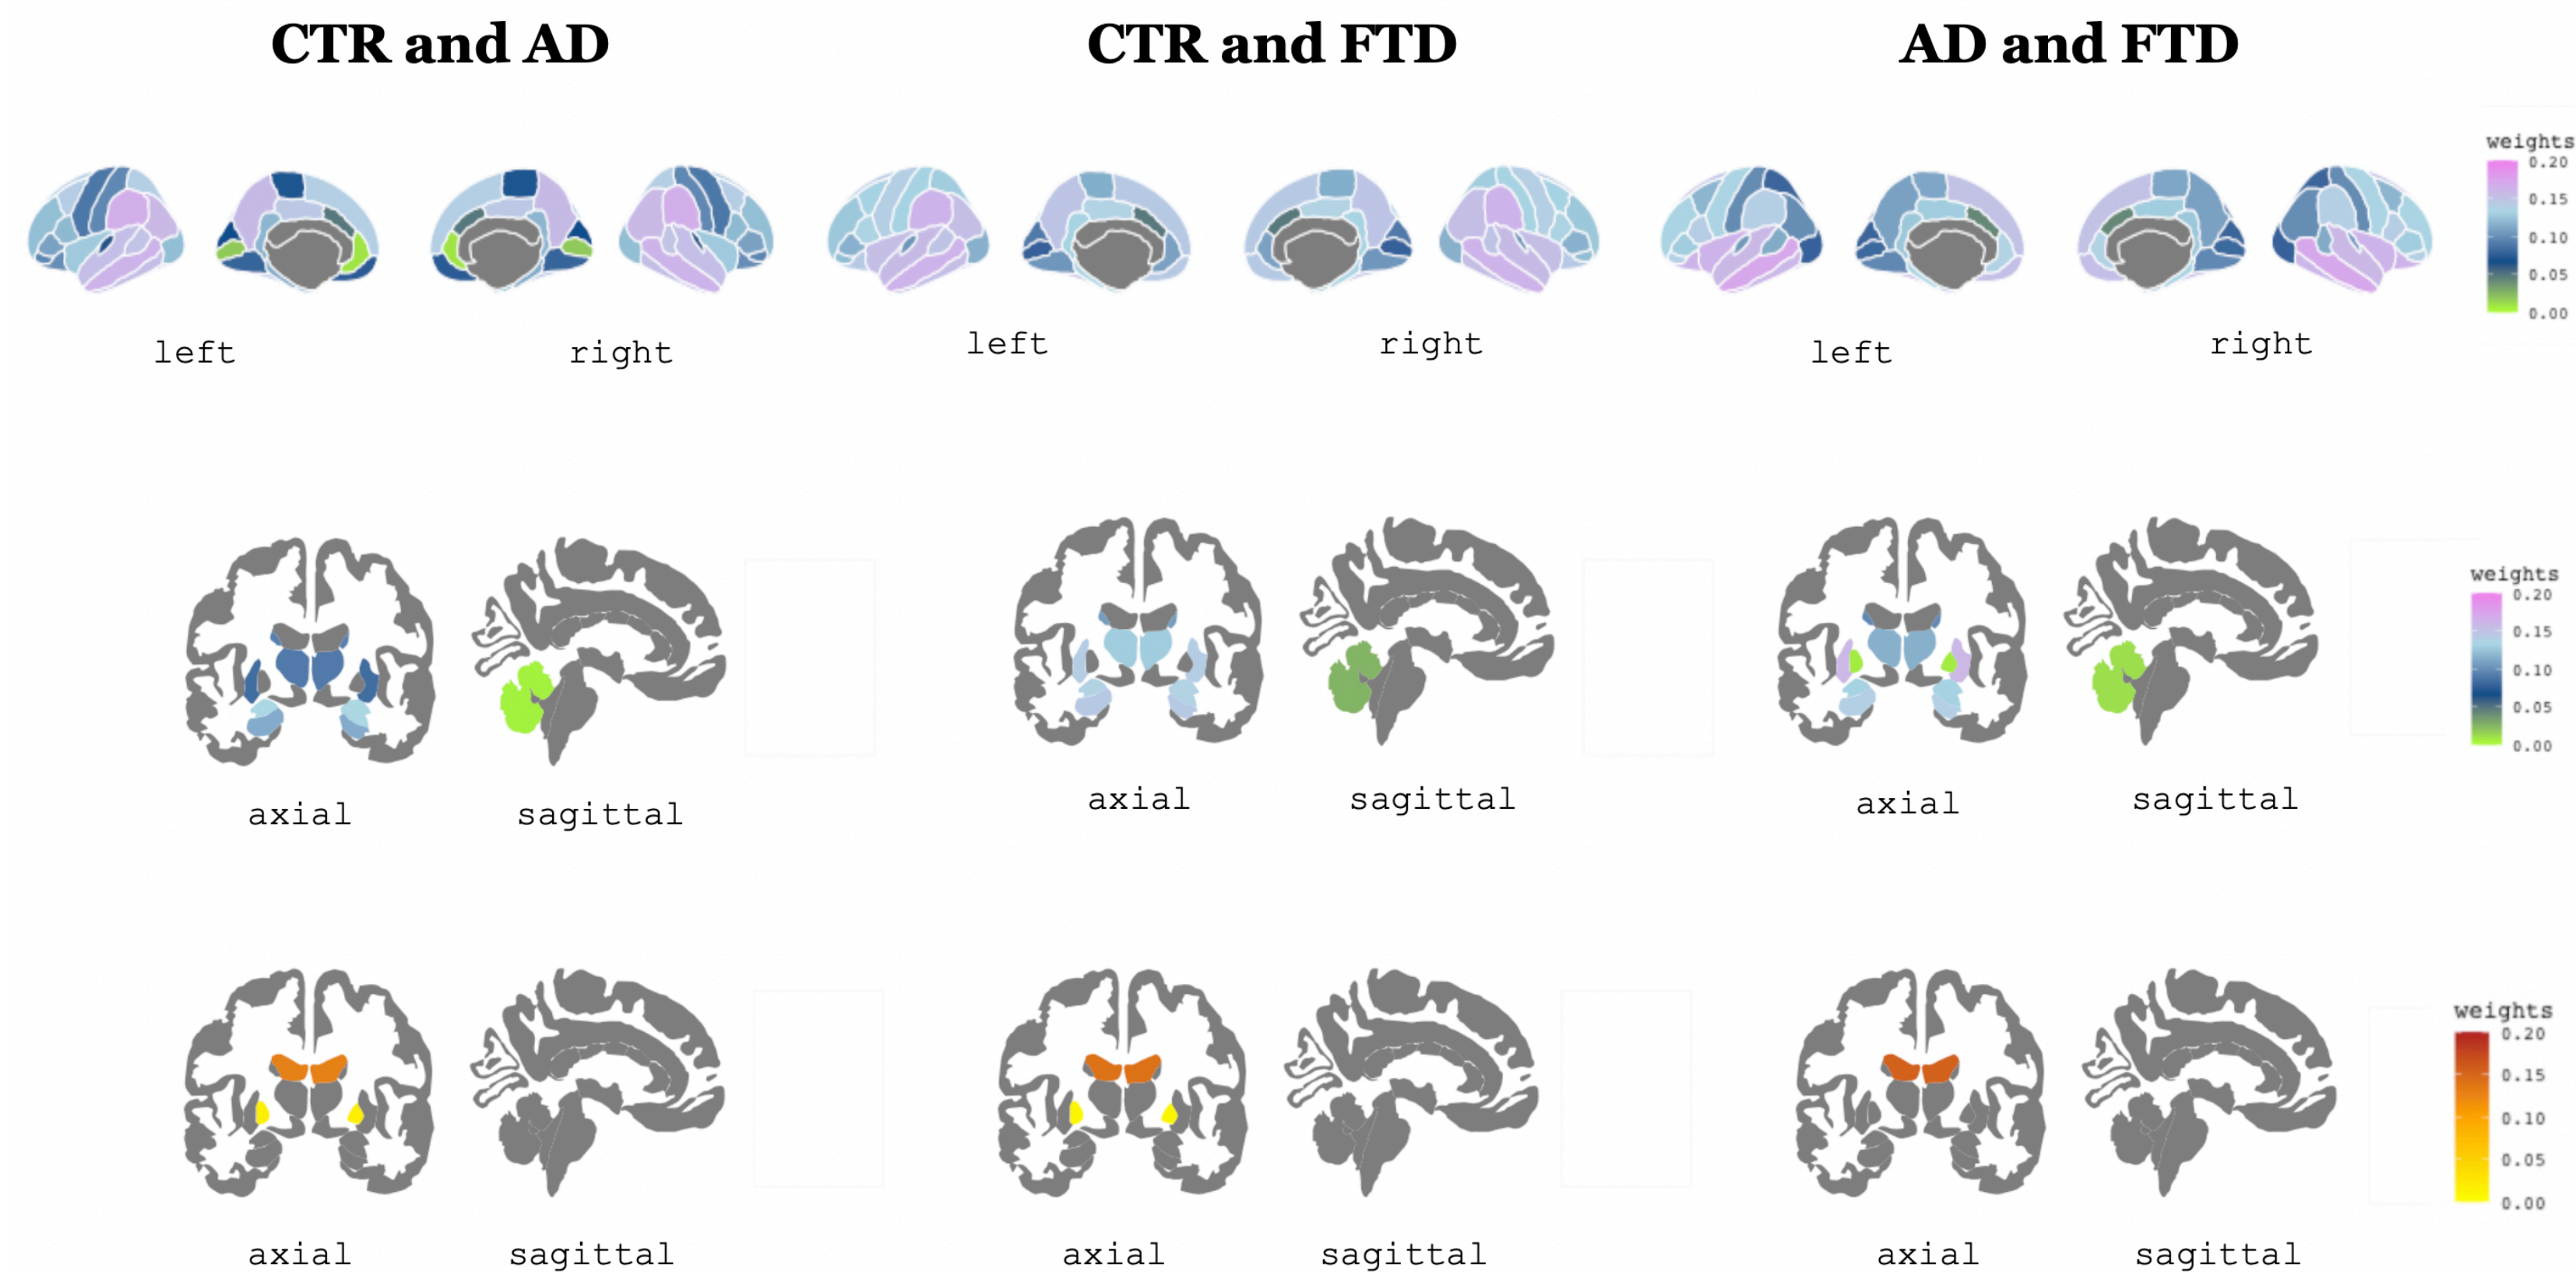 CTR and AD
CTR and FTD
AD and FTD
weights
0.20
0.15
0.10
0.05
0.00
left
right
left
right
left
right
weights
0.20
0.15
0.10
0.05
0.00
axial
sagittal
axial
sagittal
axial
sagittal
weights
0.20
0.15
0.10
0.05
0.00
axial
sagittal
axial
sagittal
axial
sagittal